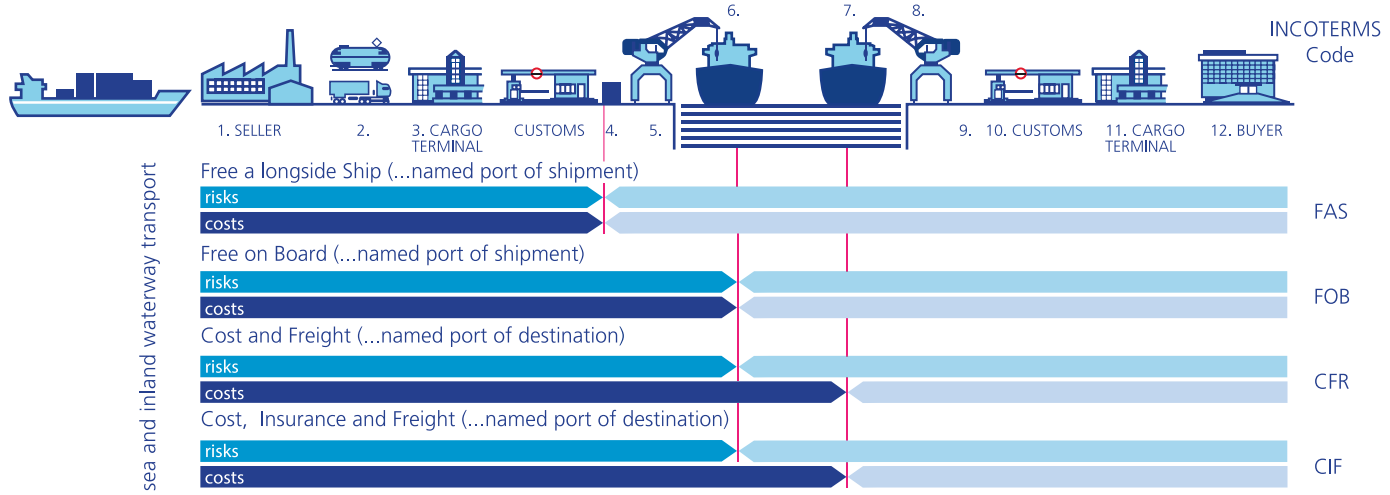 6. 7. 8.
INCOTERMS
Code
1. SELLER 2. 3. CARGO TERMINAL CUSTOMS 4. 5. 9. 10. CUSTOMS 11. CARGO TERMINAL 12. BUYER
sea and inland waterway transport
Free a longside Ship (...named port of shipment)
risks
costs
FAS
Free on Board (...named port of shipment)
risks
costs
FOB
Cost and Freight (...named port of destination)
risks
costs
CFR
Cost, Insurance and Freight (...named port of destination)
risks
costs
CIF